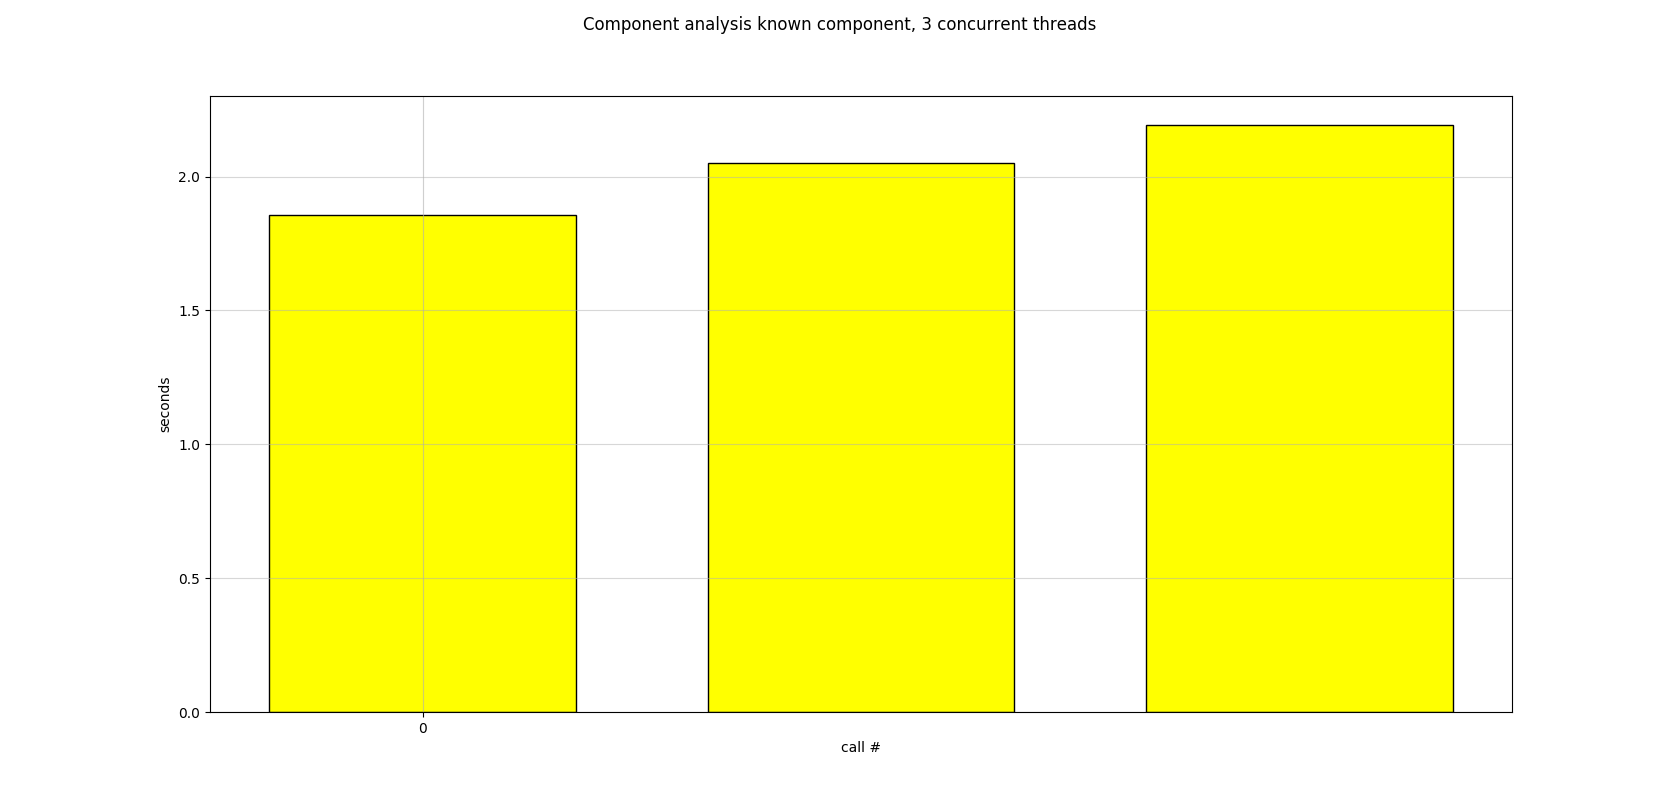 Component analysis known component, 3 concurrent threads
seconds
2.0
1.5
1.0
0.5
0.0
0
call #